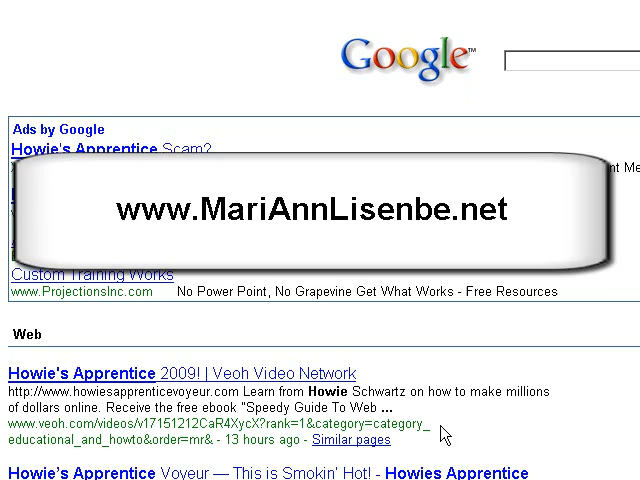 Google™
Ads by Google
Howie's Apprentice Scam?
nt Me
www.MariAnnLisenbe.net
Custom Training Works
www.ProjectionsInc.com No Power Point, No Grapevine Get What Works - Free Resources
Web
Howie's Apprentice 2009! | Veoh Video Network
http://www.howiesapprenticevoyeur.com Learn from Howie Schwartz on how to make millions
of dollars online. Receive the free ebook "Speedy Guide To Web ...
www.veoh.com/videos/v17151212CaR4XycX?rank=1&category=category_
educational_and_howto&order=mr& - 13 hours ago - Similar pages
Howie's Apprentice Voyeur — This is Smokin' Hot! - Howies Apprentice